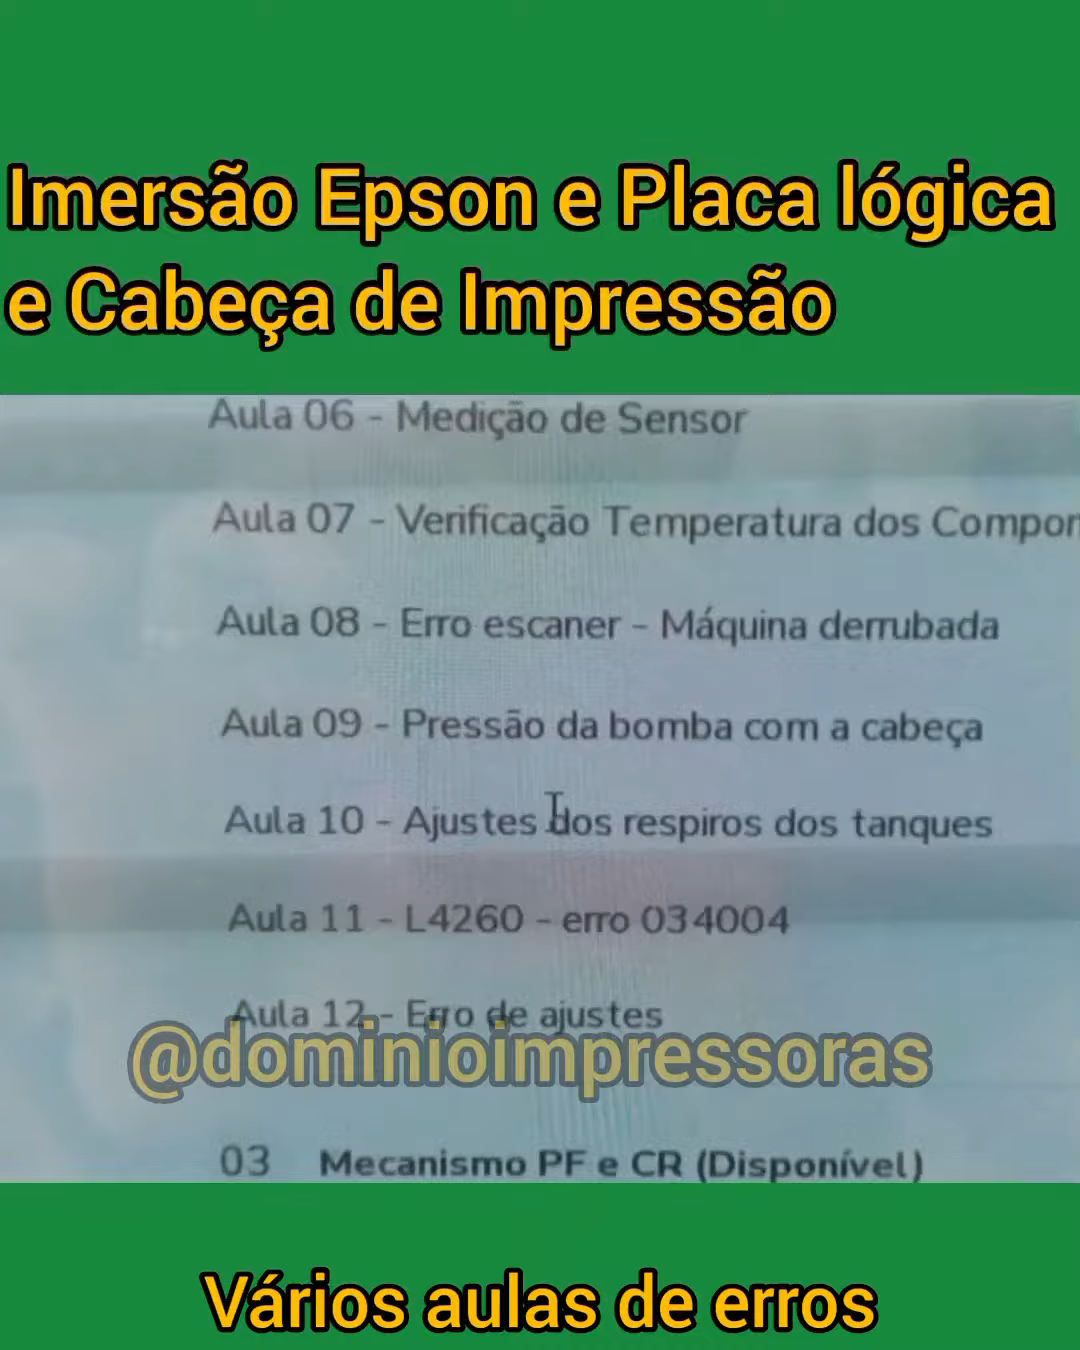 Imersão Epson e Placa lógica
e Cabeça de Impressão
Aula 06 - Medição de Sensor
Aula 07 - Verificação Temperatura dos Compon
Aula 08 - Erro escaner - Máquina derrubada
Aula 09 - Pressão da bomba com a cabeça
Aula 10 - Ajustes dos respiros dos tanques
Aula 11 - L4260 - erro 034004
Aula 12 - Erro de ajustes
@dominioimpressoras
03 Mecanismo PF e CR (Disponível)
Vários aulas de erros